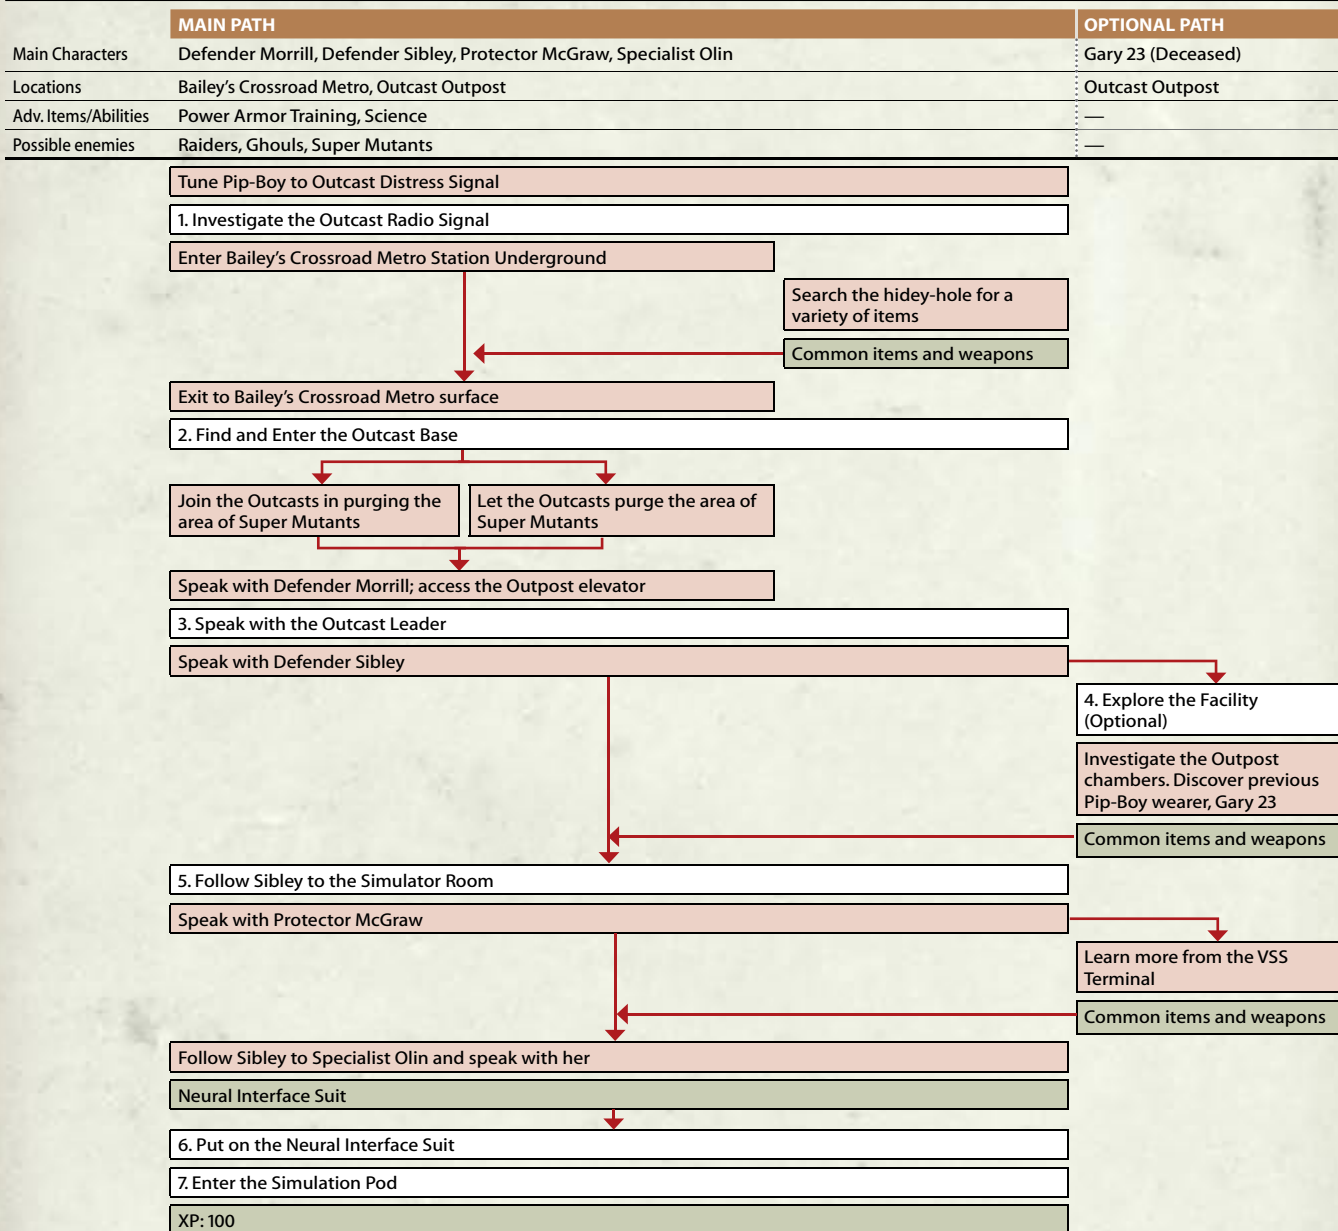 MAIN PATH OPTIONAL PATH
Main Characters Defender Morrill, Defender Sibley, Protector McGraw, Specialist Olin Gary 23 (Deceased)
Locations Bailey's Crossroad Metro, Outcast Outpost Outcast Outpost
Adv. Items/Abilities Power Armor Training, Science —
Possible enemies Raiders, Ghouls, Super Mutants —
Tune Pip-Boy to Outcast Distress Signal
1. Investigate the Outcast Radio Signal
Enter Bailey's Crossroad Metro Station Underground
Search the hidey-hole for a
variety of items
Common items and weapons
Exit to Bailey's Crossroad Metro surface
2. Find and Enter the Outcast Base
Join the Outcasts in purging the
area of Super Mutants
Let the Outcasts purge the area of
Super Mutants
Speak with Defender Morrill; access the Outpost elevator
3. Speak with the Outcast Leader
Speak with Defender Sibley
4. Explore the Facility
(Optional)
Investigate the Outpost
chambers. Discover previous
Pip-Boy wearer, Gary 23
Common items and weapons
5. Follow Sibley to the Simulator Room
Speak with Protector McGraw
Learn more from the VSS
Terminal
Common items and weapons
Follow Sibley to Specialist Olin and speak with her
Neural Interface Suit
6. Put on the Neural Interface Suit
7. Enter the Simulation Pod
XP: 100